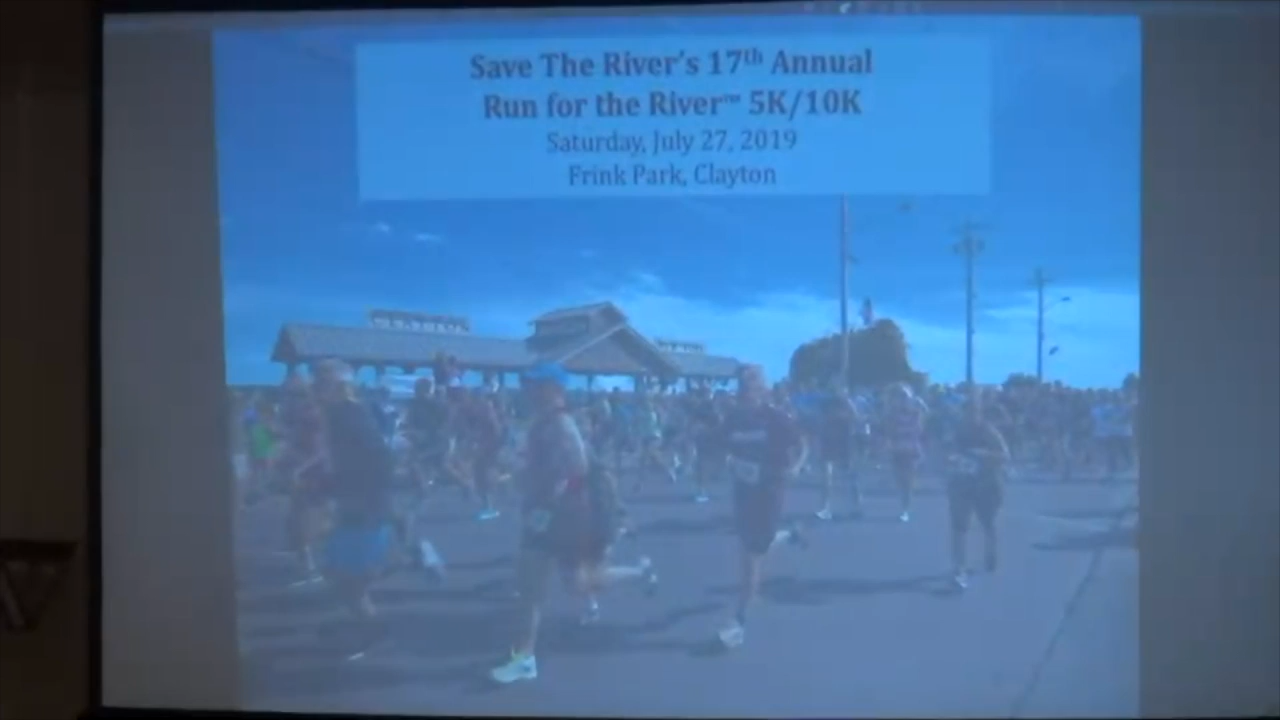 Save The River's 17th Annual
Run for the River™ 5K/10K
Saturday, July 27, 2019
Frink Park, Clayton